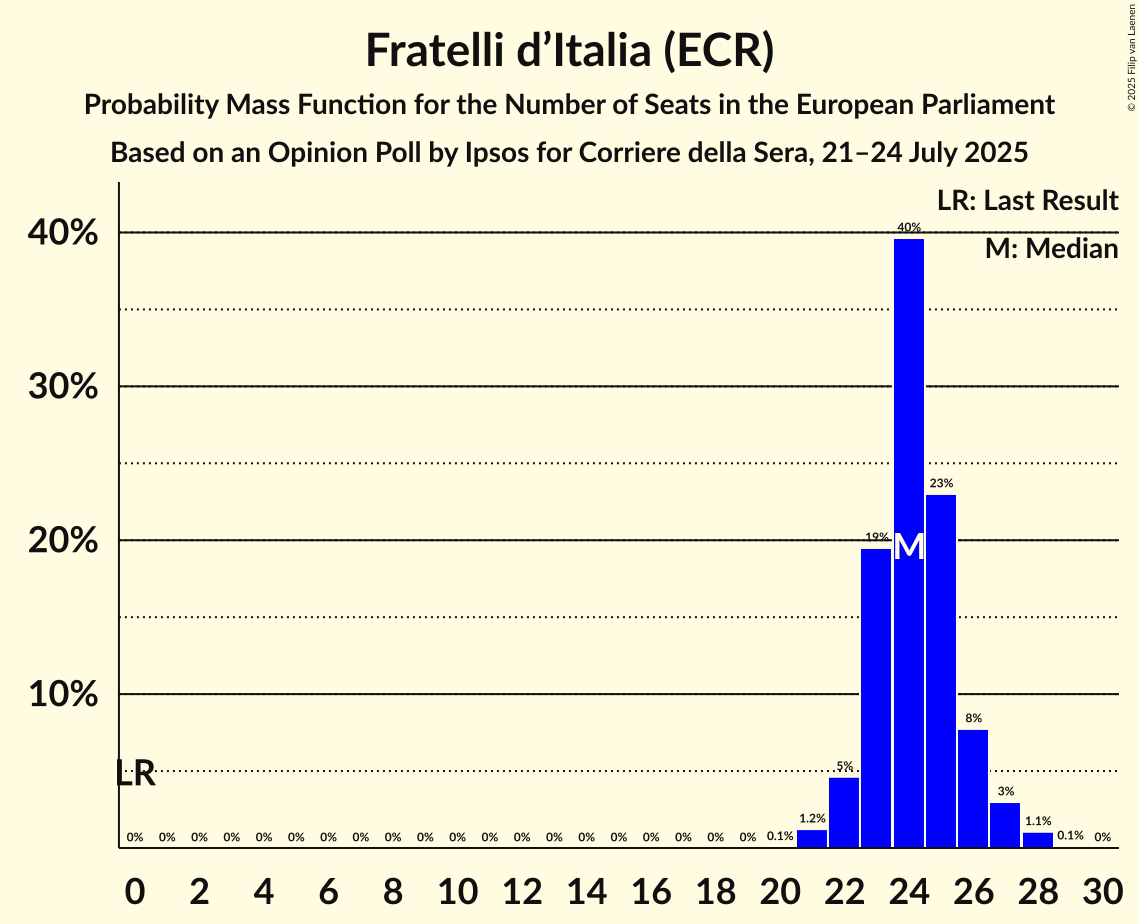 Fratelli d’Italia (ECR)
Probability Mass Function for the Number of Seats in the European Parliament
Based on an Opinion Poll by Ipsos for Corriere della Sera, 21–24 July 2025
© 2025 Filip van Laenen
LR: Last Result
M: Median
40%
30%
20%
10%
LR
M
0% 0% 0% 0% 0% 0% 0% 0% 0% 0% 0% 0% 0% 0% 0% 0% 0% 0% 0% 0% 0.1% 1.2% 5% 19% 40% 23% 8% 3% 1.1% 0.1% 0%
0 2 4 6 8 10 12 14 16 18 20 22 24 26 28 30